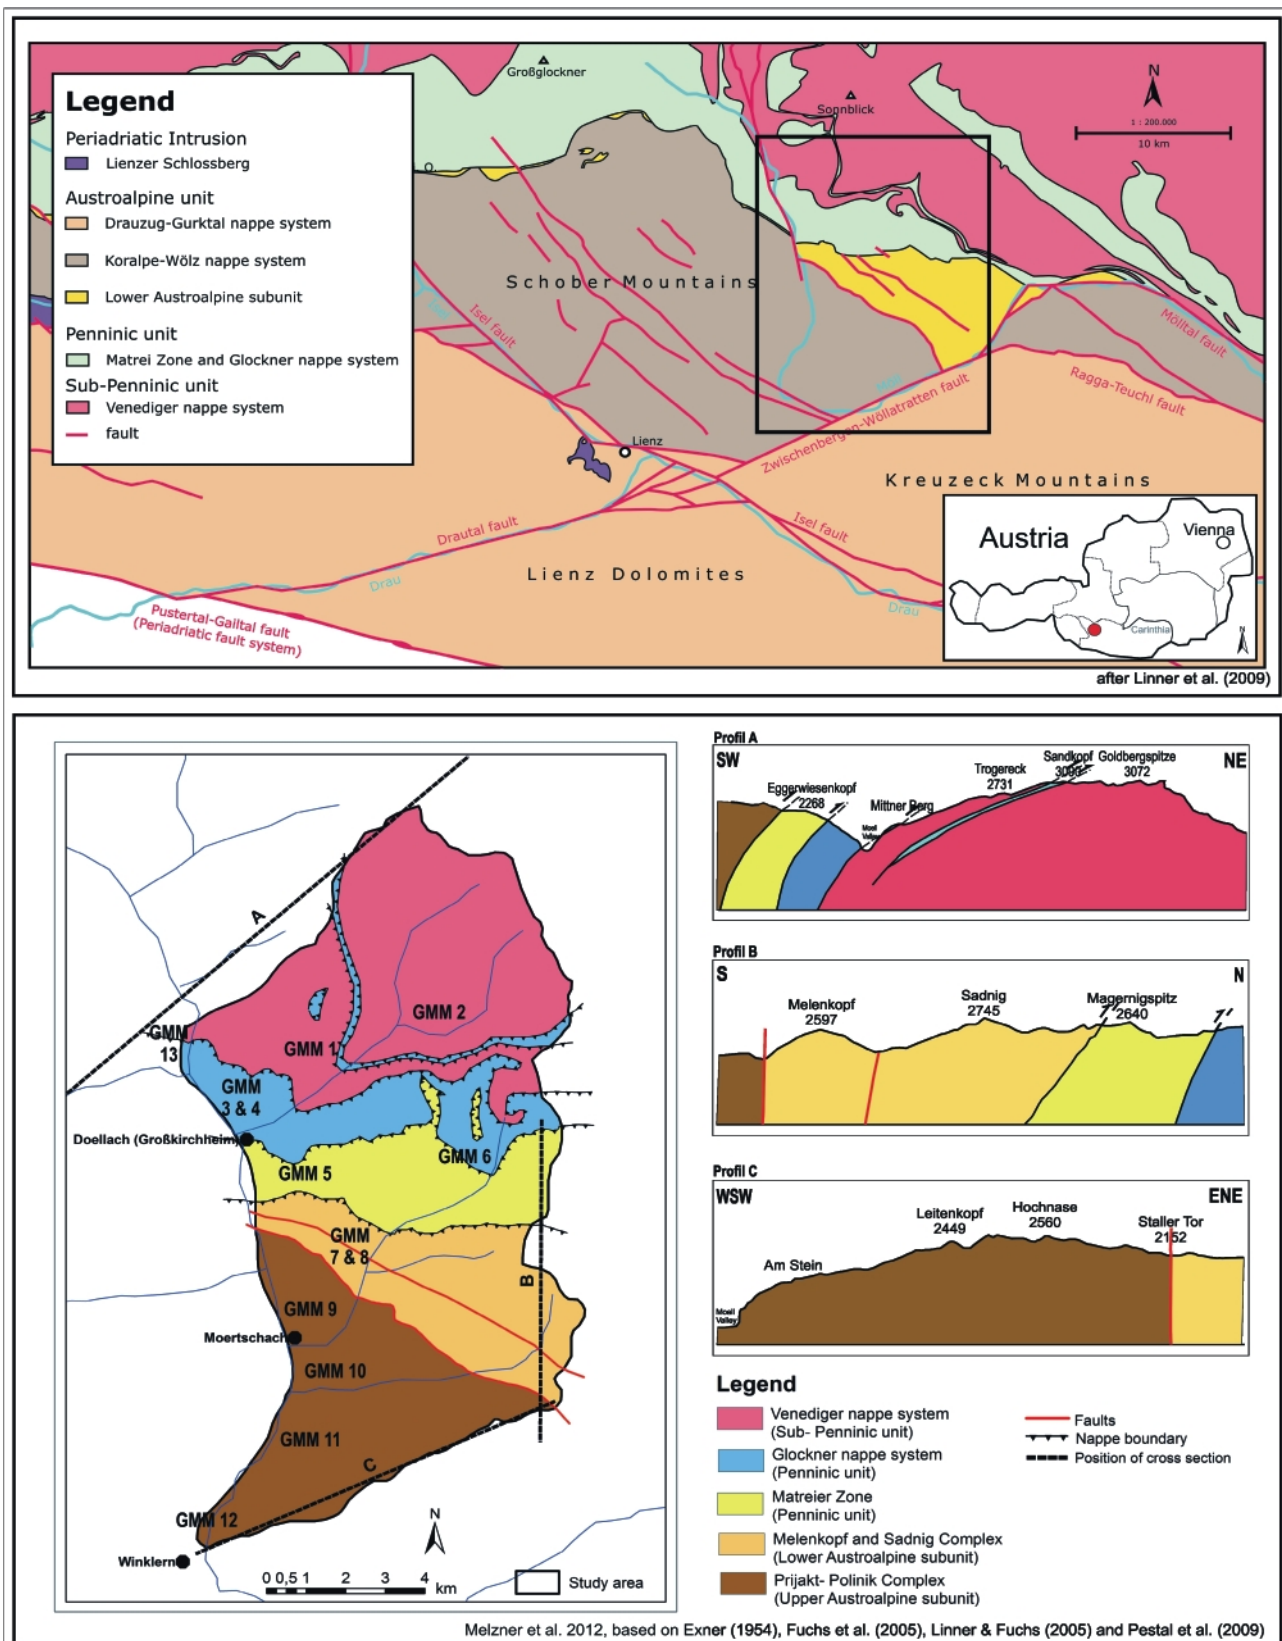 Großglockner
Sonnblick
N
1 : 200.000
10 km
Legend
Periadriatic Intrusion
Lienzer Schlossberg
Austroalpine unit
Drauzug-Gurktal nappe system
Koralpe-Wölz nappe system
Lower Austroalpine subunit
Penninic unit
Matrei Zone and Glockner nappe system
Sub-Penninic unit
Venediger nappe system
fault
Schober Mountains
Isel
Isel fault
Möll
Mölltal fault
Ragga-Teuchl fault
Zwischenbergen-Wöllatratten fault
Lienz
Kreuzeck Mountains
Drautal fault
Isel fault
Drau
Lienz Dolomites
Drau
Pustertal-Gailtal fault
(Periadriatic fault system)
Austria
Vienna
Carinthia
N
after Linner et al. (2009)
A
GMM 2
GMM 1
GMM
13
GMM
3 & 4
Doellach (Großkirchheim)
GMM 5
GMM 6
GMM
7 & 8
B
GMM 9
Moertschach
GMM 10
GMM 11
C
GMM 12
Winklern
N
0 0,5 1 2 3 4
km
Study area
Profil A
SW
NE
Eggerwiesenkopf
2268
Mittner Berg
Moell
Valley
Trogereck
2731
Sandkopf
3090
Goldbergspitze
3072
Profil B
S
N
Melenkopf
2597
Sadnig
2745
Magernigspitz
2640
Profil C
WSW
ENE
Moell
Valley
Am Stein
Leitenkopf
2449
Hochnase
2560
Staller Tor
2152
Legend
Venediger nappe system
(Sub- Penninic unit)
Glockner nappe system
(Penninic unit)
Matreier Zone
(Penninic unit)
Melenkopf and Sadnig Complex
(Lower Austroalpine subunit)
Prijakt- Polinik Complex
(Upper Austroalpine subunit)
Faults
Nappe boundary
Position of cross section
Melzner et al. 2012, based on Exner (1954), Fuchs et al. (2005), Linner & Fuchs (2005) and Pestal et al. (2009)